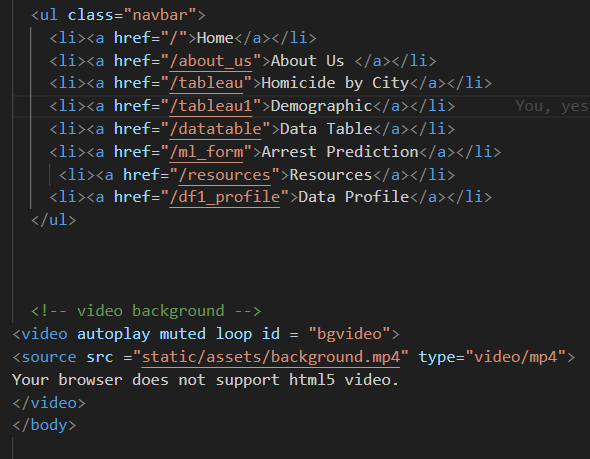 <ul class="navbar">
<li><a href="/">Home</a></li>
<li><a href="/about_us">About Us </a></li>
<li><a href="/tableau">Homicide by City</a></li>
<li><a href="/tableau1">Demographic</a></li> You, yes
<li><a href="/datatable">Data Table</a></li>
<li><a href="/ml_form">Arrest Prediction</a></li>
<li><a href="/resources">Resources</a></li>
<li><a href="/df1_profile">Data Profile</a></li>
</ul>
<!-- video background -->
<video autoplay muted loop id = "bgvideo">
<source src ="static/assets/background.mp4" type="video/mp4">
Your browser does not support html5 video.
</video>
</body>